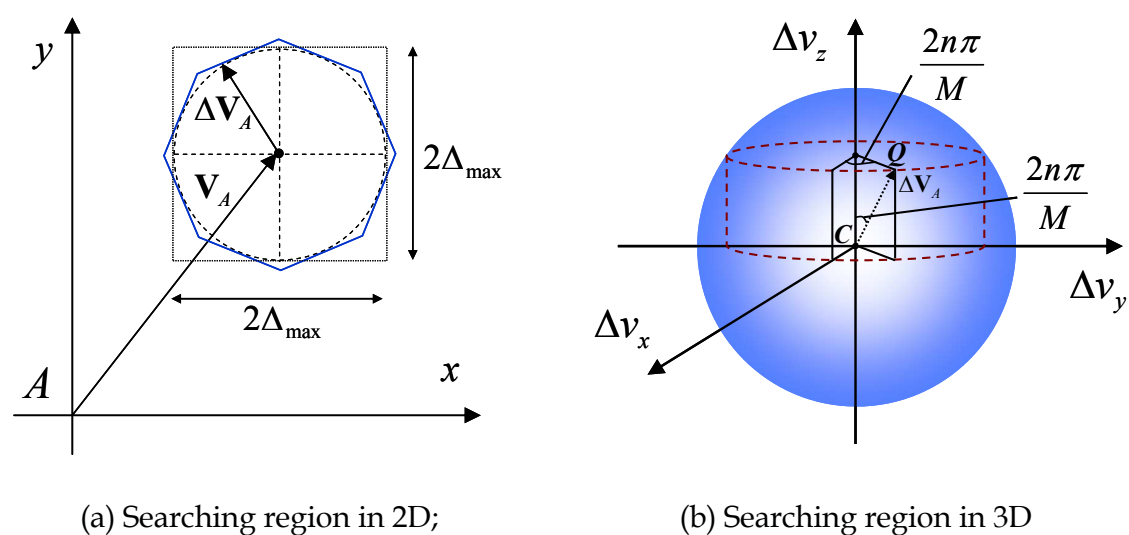 y
ΔV_A
V_A
2Δ_max
2Δ_max
x
A
(a) Searching region in 2D;
Δv_z
2nπ
M
Q
2nπ
M
ΔV_A
C
Δv_y
Δv_x
(b) Searching region in 3D